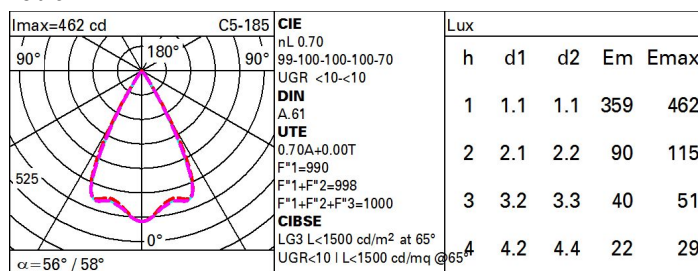 Imax=462 cd C5-185
90° 180° 90°
525
0°
α=56° / 58°
CIE
nL 0.70
99-100-100-100-70
UGR <10-<10
DIN
A.61
UTE
0.70A+0.00T
F"1=990
F"1+F"2=998
F"1+F"2+F"3=1000
CIBSE
LG3 L<1500 cd/m² at 65°
UGR<10 | L<1500 cd/mq @65°
Lux
h d1 d2 Em Emax
1 1.1 1.1 359 462
2 2.1 2.2 90 115
3 3.2 3.3 40 51
4 4.2 4.4 22 29